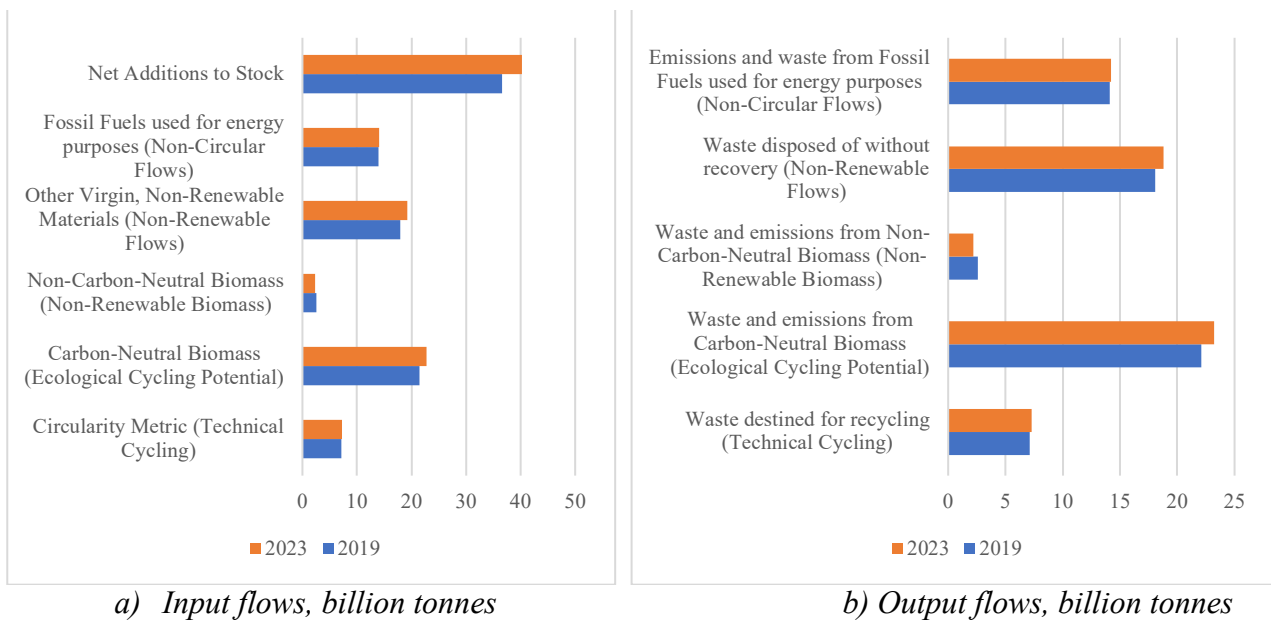 Net Additions to Stock
Fossil Fuels used for energy
purposes (Non-Circular
Flows)
Other Virgin, Non-Renewable
Materials (Non-Renewable
Flows)
Non-Carbon-Neutral Biomass
(Non-Renewable Biomass)
Carbon-Neutral Biomass
(Ecological Cycling Potential)
Circularity Metric (Technical
Cycling)
0 10 20 30 40 50
2023 2019
a) Input flows, billion tonnes
Emissions and waste from Fossil
Fuels used for energy purposes
(Non-Circular Flows)
Waste disposed of without
recovery (Non-Renewable
Flows)
Waste and emissions from Non-
Carbon-Neutral Biomass (Non-
Renewable Biomass)
Waste and emissions from
Carbon-Neutral Biomass
(Ecological Cycling Potential)
Waste destined for recycling
(Technical Cycling)
0 5 10 15 20 25
2023 2019
b) Output flows, billion tonnes